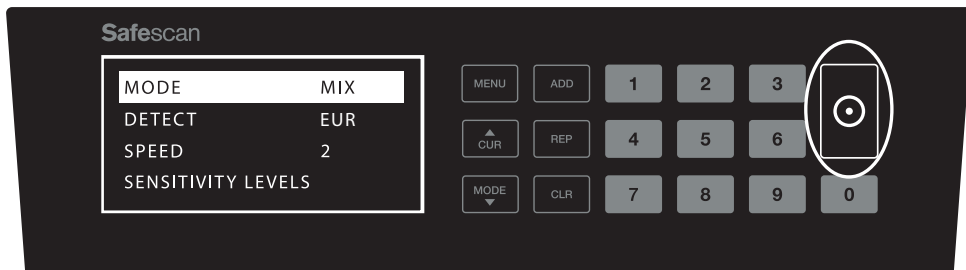 Safescan
MODE MIX
DETECT EUR
SPEED 2
SENSITIVITY LEVELS
MENU ADD 1 2 3
CUR REP 4 5 6
MODE CLR 7 8 9 0